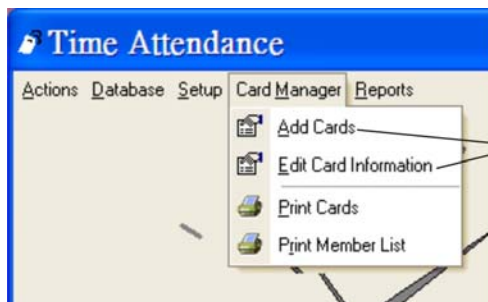 Time Attendance
Actions Database Setup Card Manager Reports
Add Cards
Edit Card Information
Print Cards
Print Member List